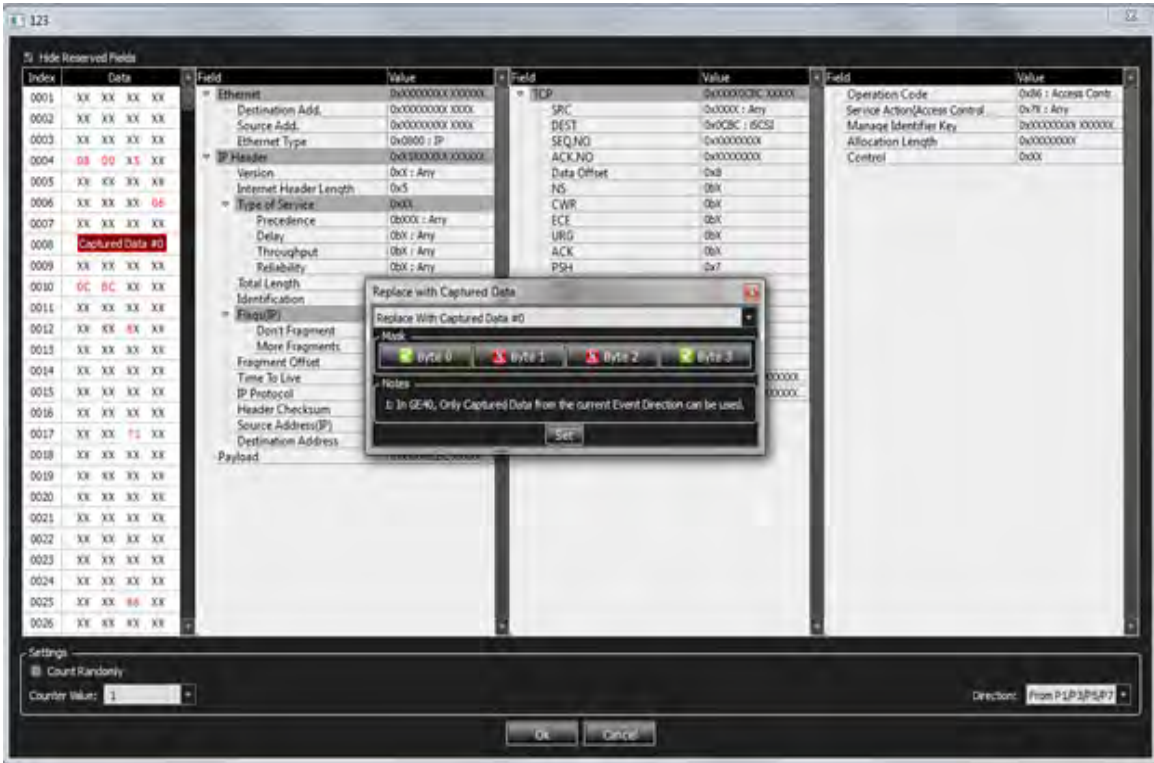 123
Hide Reserved Fields
Index Data
0001 XX XX XX XX
0002 XX XX XX XX
0003 XX XX XX XX
0004 08 00 X5 XX
0005 XX XX XX XX
0006 XX XX XX 06
0007 XX XX XX XX
0008 Captured Data #0
0009 XX XX XX XX
0010 0C BC XX XX
0011 XX XX XX XX
0012 XX XX 8X XX
0013 XX XX XX XX
0014 XX XX XX XX
0015 XX XX XX XX
0016 XX XX XX XX
0017 XX XX 71 XX
0018 XX XX XX XX
0019 XX XX XX XX
0020 XX XX XX XX
0021 XX XX XX XX
0022 XX XX XX XX
0023 XX XX XX XX
0024 XX XX XX XX
0025 XX XX 86 XX
0026 XX XX XX XX
Field Value
Ethernet
Destination Add. 0xXXXXXXXX XXXX
Source Add. 0xXXXXXXXX XXXX
Ethernet Type 0x0800 : IP
IP Header
Version 0xX : Any
Internet Header Length 0x5
Type of Service 0xXX
Precedence 0bXXX : Any
Delay 0bX : Any
Throughput 0bX : Any
Reliability 0bX : Any
Total Length
Identification
Flags(IP)
Don't Fragment
More Fragments
Fragment Offset
Time To Live
IP Protocol
Header Checksum
Source Address(IP)
Destination Address
Payload
Field Value
TCP
SRC 0xXXXX : Any
DEST 0x0CBC : iSCSI
SEQ.NO 0xXXXXXXXX
ACK.NO 0xXXXXXXXX
Data Offset 0x8
NS 0bX
CWR 0bX
ECE 0bX
URG 0bX
ACK 0bX
PSH 0x7
Field Value
Operation Code 0x86 : Access Contr
Service Action(Access Control 0x7X : Any
Manage Identifier Key 0xXXXXXXXX XXXXXX
Allocation Length 0xXXXXXXXX
Control 0xXX
Replace with Captured Data
Replace With Captured Data #0
Mask
Byte 0 Byte 1 Byte 2 Byte 3
Notes
1: In GE40, Only Captured Data from the current Event Direction can be used.
Set
Settings
Count Randomly
Counter Value: 1
Direction: From P1/P3/P5/P7
Ok Cancel